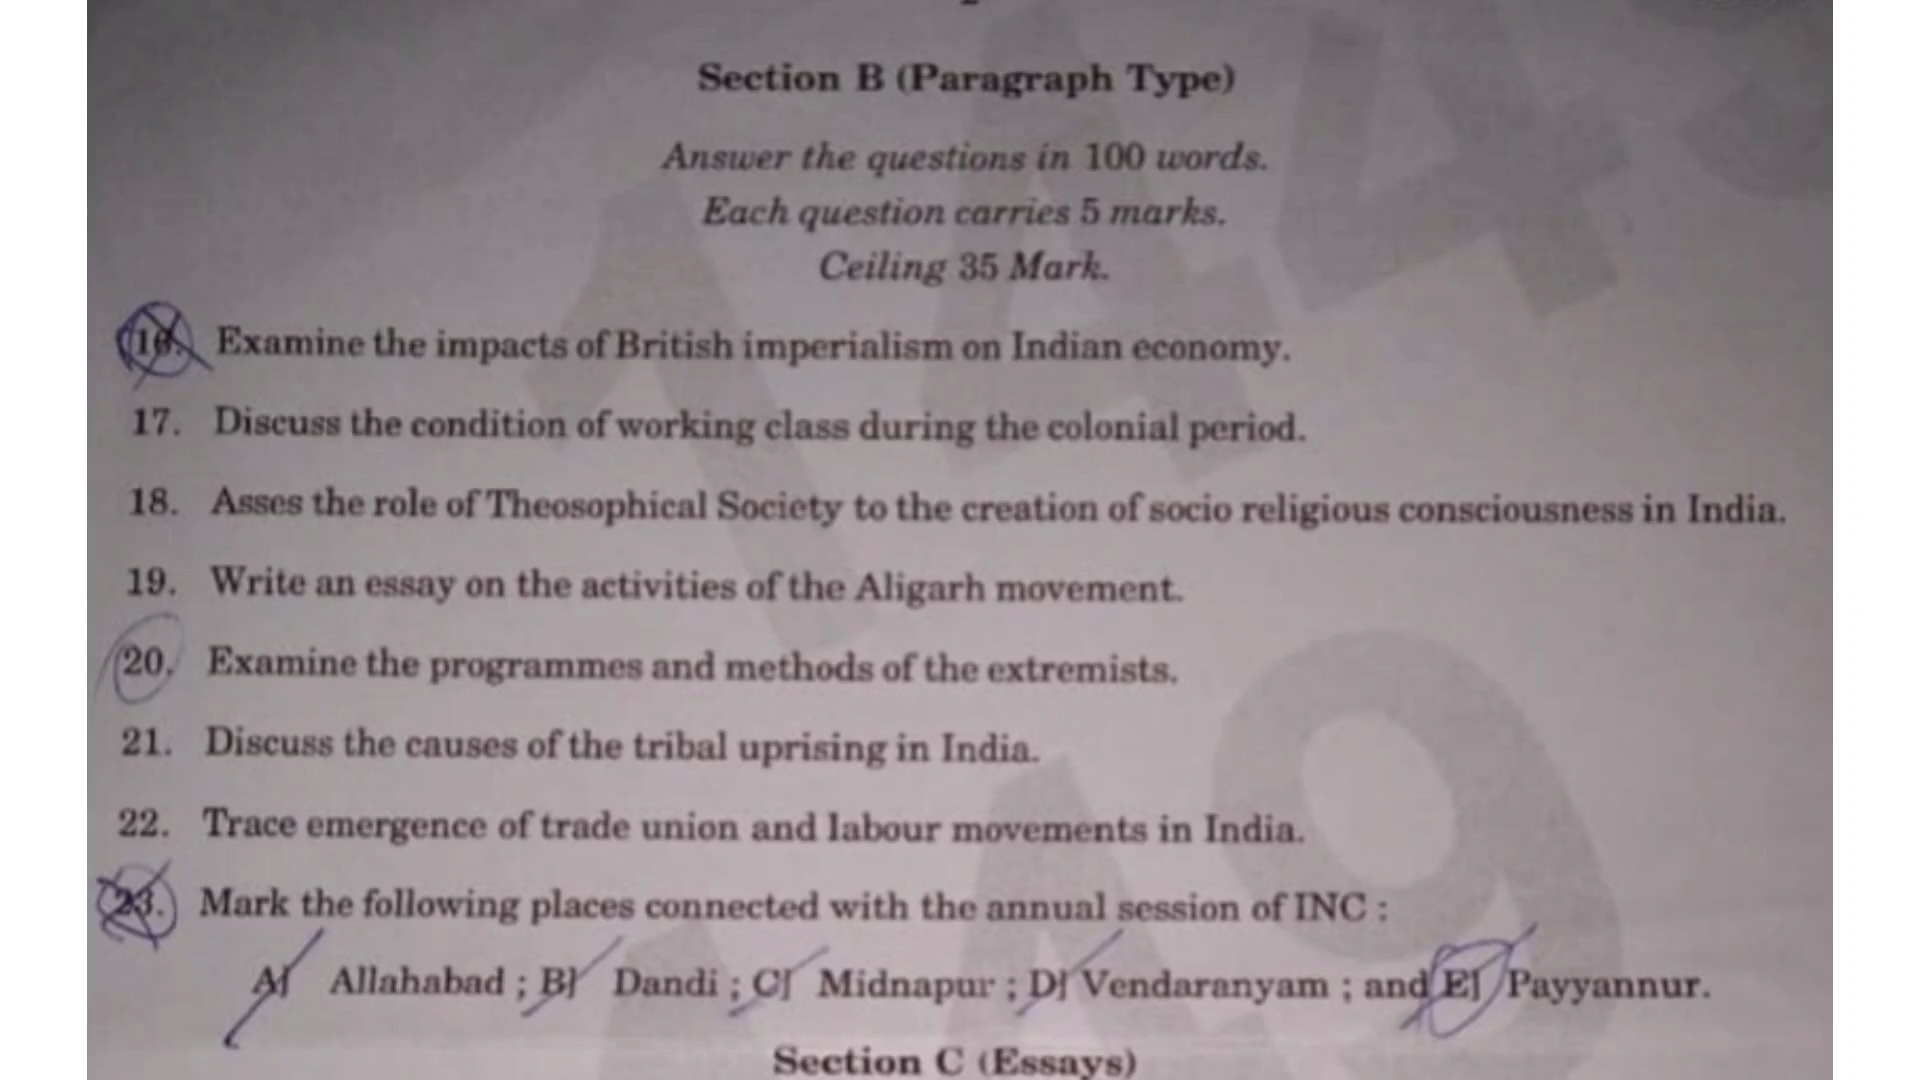 Section B (Paragraph Type)
Answer the questions in 100 words.
Each question carries 5 marks.
Ceiling 35 Mark.
16. Examine the impacts of British imperialism on Indian economy.
17. Discuss the condition of working class during the colonial period.
18. Asses the role of Theosophical Society to the creation of socio religious consciousness in India.
19. Write an essay on the activities of the Aligarh movement.
20. Examine the programmes and methods of the extremists.
21. Discuss the causes of the tribal uprising in India.
22. Trace emergence of trade union and labour movements in India.
23. Mark the following places connected with the annual session of INC :
A) Allahabad ; B) Dandi ; C) Midnapur ; D) Vendaranyam ; and E) Payyannur.
Section C (Essays)